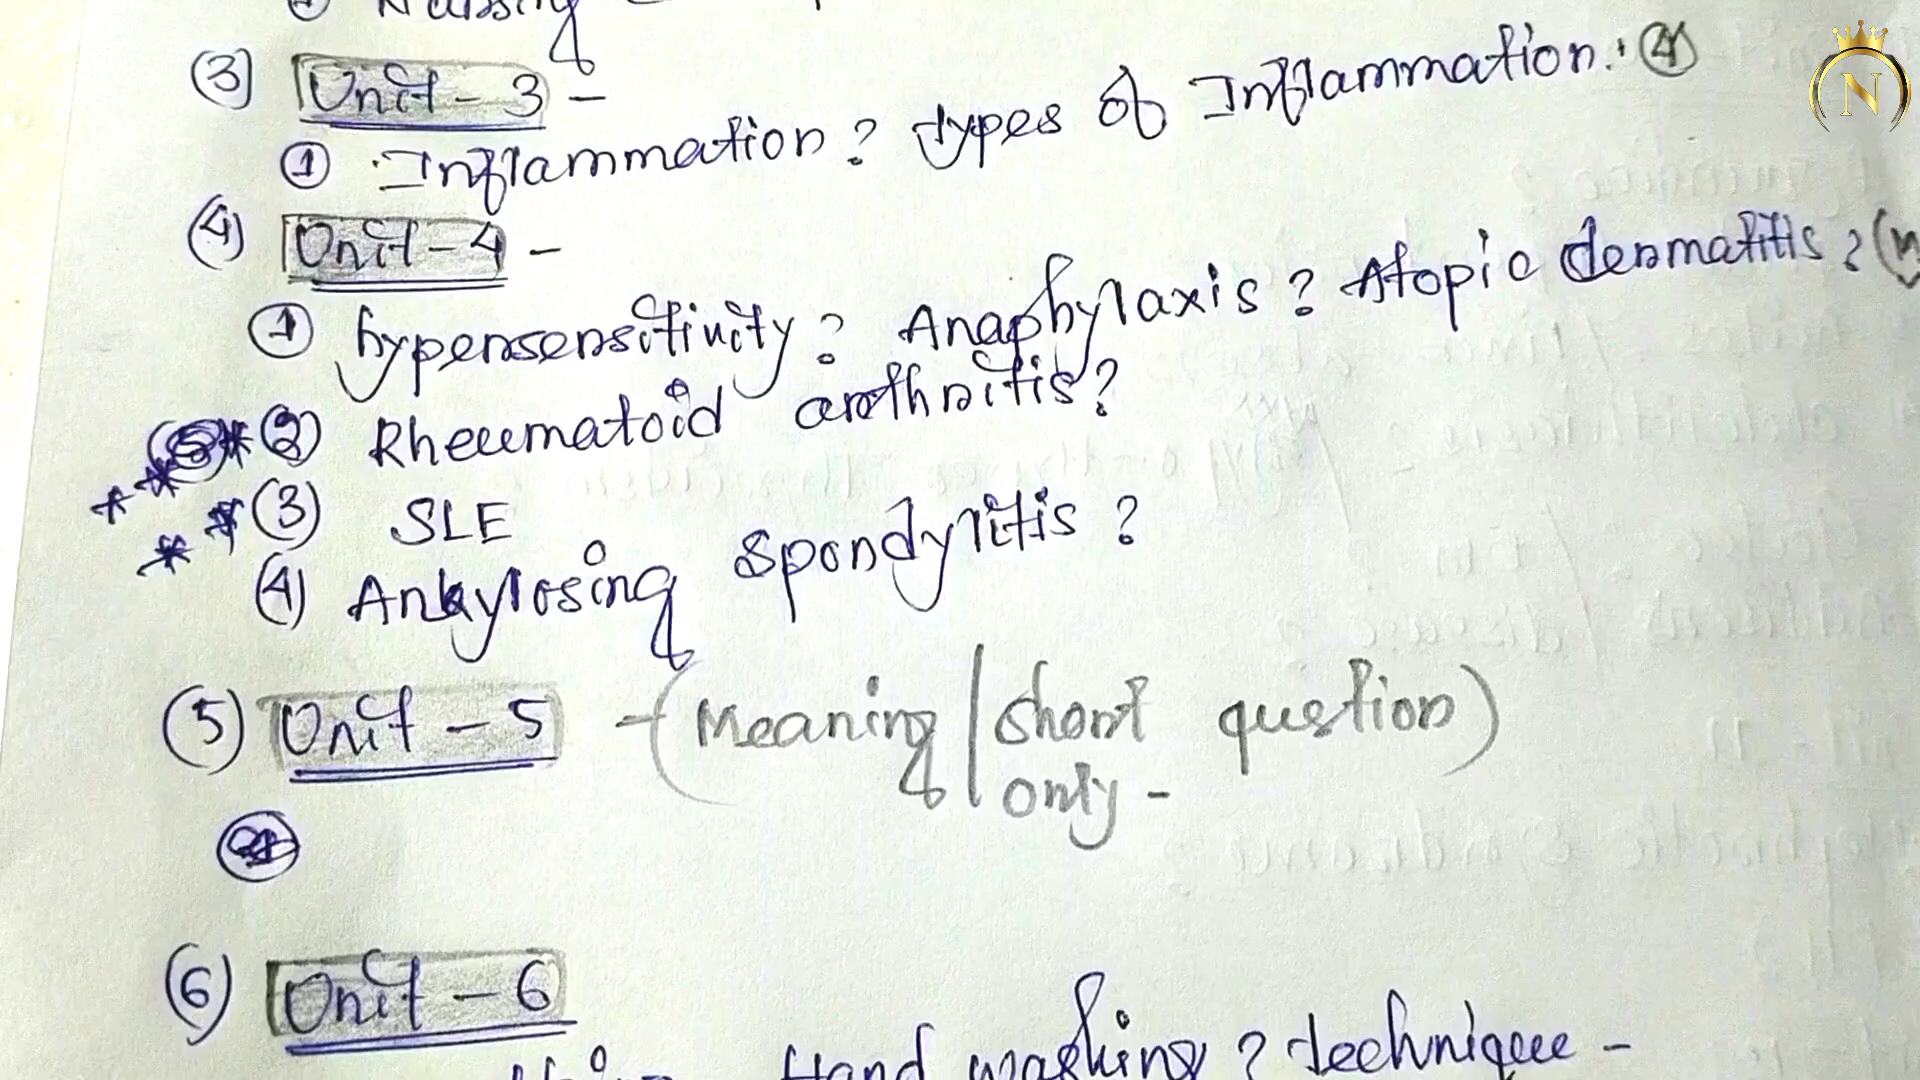 (3) Unit - 3 -
① Inflammation? types of Inflammation. ④
(4) Unit - 4 -
① hypersensitivity? Anaphylaxis? Atopic dermatitis?
② Rheumatoid arthritis?
(3) SLE
(4) Ankylosing spondylitis?
(5) Unit - 5 - (Meaning / short question)
only -
(6) Unit - 6
Hand washing? technique -
N